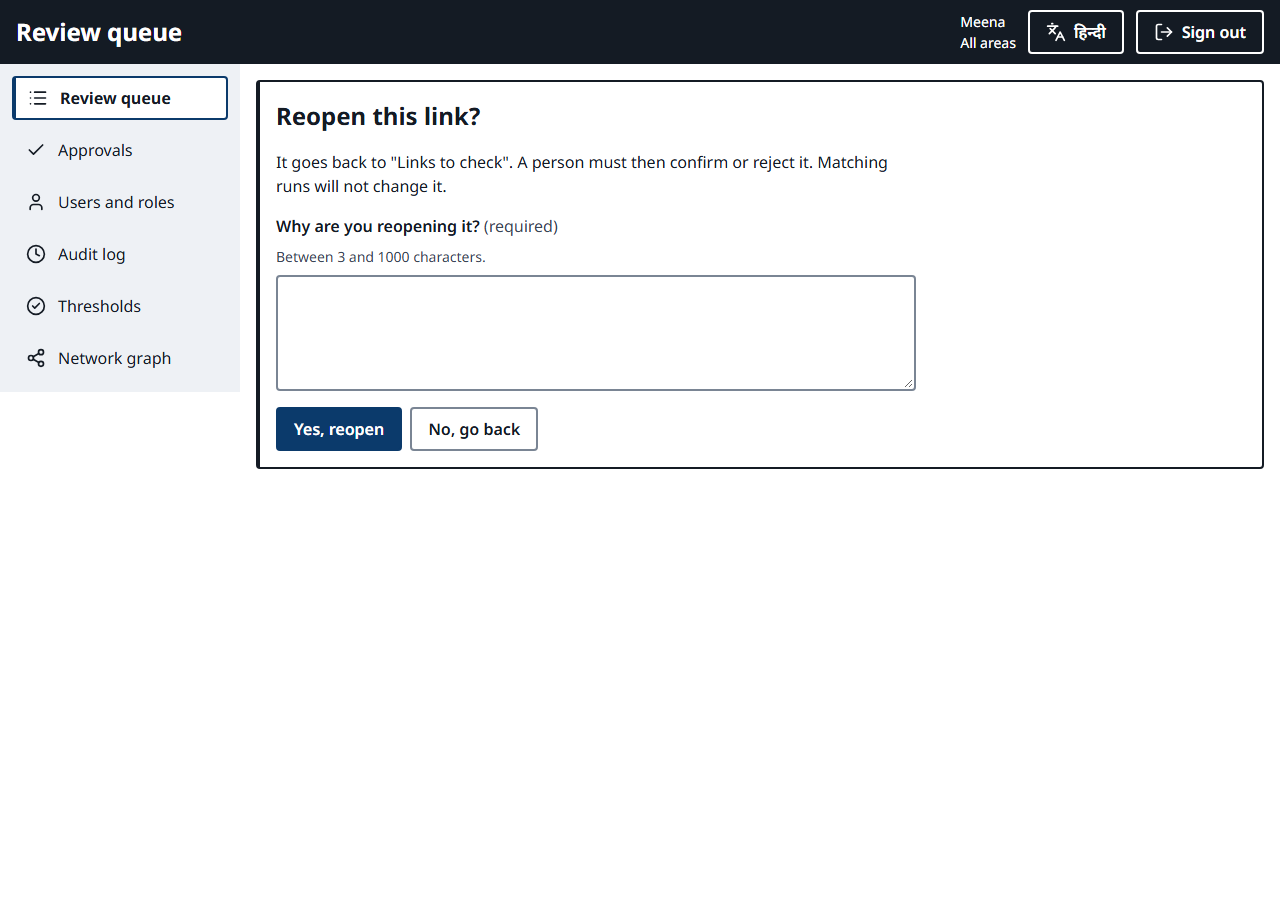 Review queue
Meena
All areas
हिन्दी
Sign out
Review queue
Approvals
Users and roles
Audit log
Thresholds
Network graph
Reopen this link?
It goes back to "Links to check". A person must then confirm or reject it. Matching
runs will not change it.
Why are you reopening it? (required)
Between 3 and 1000 characters.
Yes, reopen
No, go back